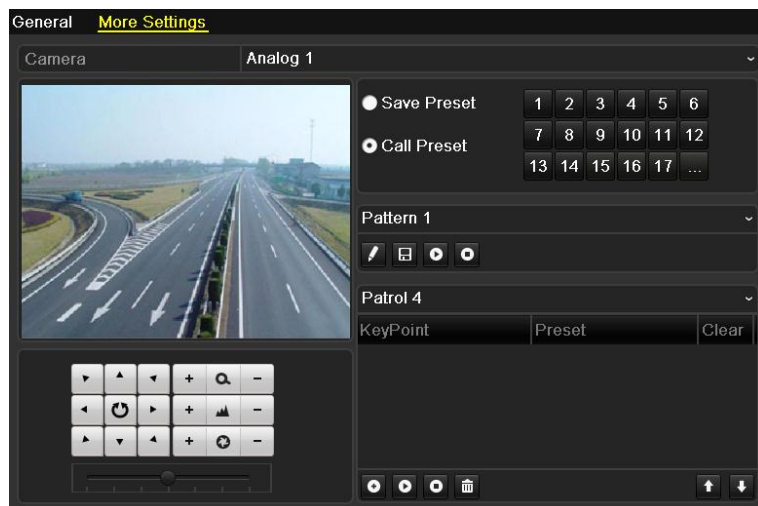 General More Settings
Camera Analog 1
Save Preset
Call Preset
1 2 3 4 5 6
7 8 9 10 11 12
13 14 15 16 17 ...
Pattern 1
Patrol 4
KeyPoint Preset Clear